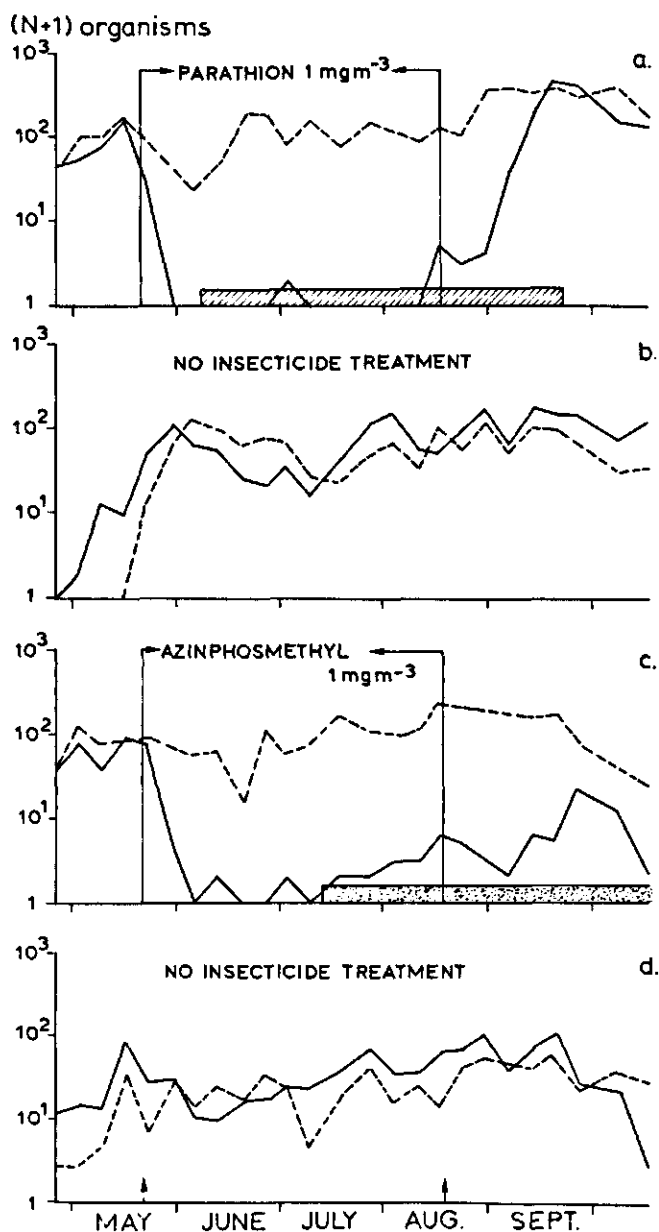 (N+1) organisms
10³
10²
10¹
1
PARATHION 1 mgm⁻³
a.
10³
10²
10¹
1
NO INSECTICIDE TREATMENT
b.
10³
10²
10¹
1
AZINPHOSMETHYL
1 mgm⁻³
c.
10³
10²
10¹
1
NO INSECTICIDE TREATMENT
d.
MAY JUNE JULY AUG. SEPT.